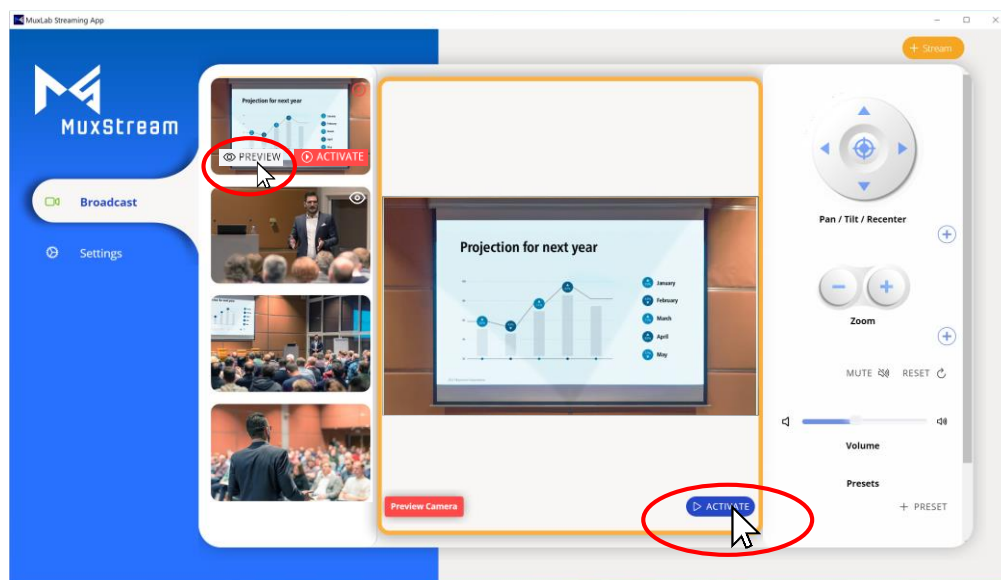 MuxLab Streaming App
+ Stream
MuxStream
Broadcast
Settings
Projection for next year
PREVIEW
ACTIVATE
Projection for next year
January
February
March
April
May
Preview Camera
ACTIVATE
Pan / Tilt / Recenter
Zoom
MUTE
RESET
Volume
Presets
+ PRESET